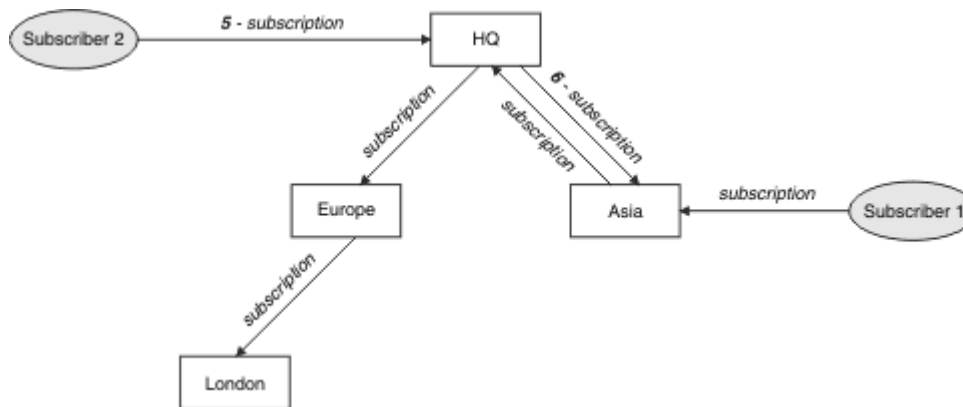 5 - subscription
Subscriber 2
HQ
subscription
6 - subscription
subscription
Europe
Asia
subscription
Subscriber 1
subscription
London